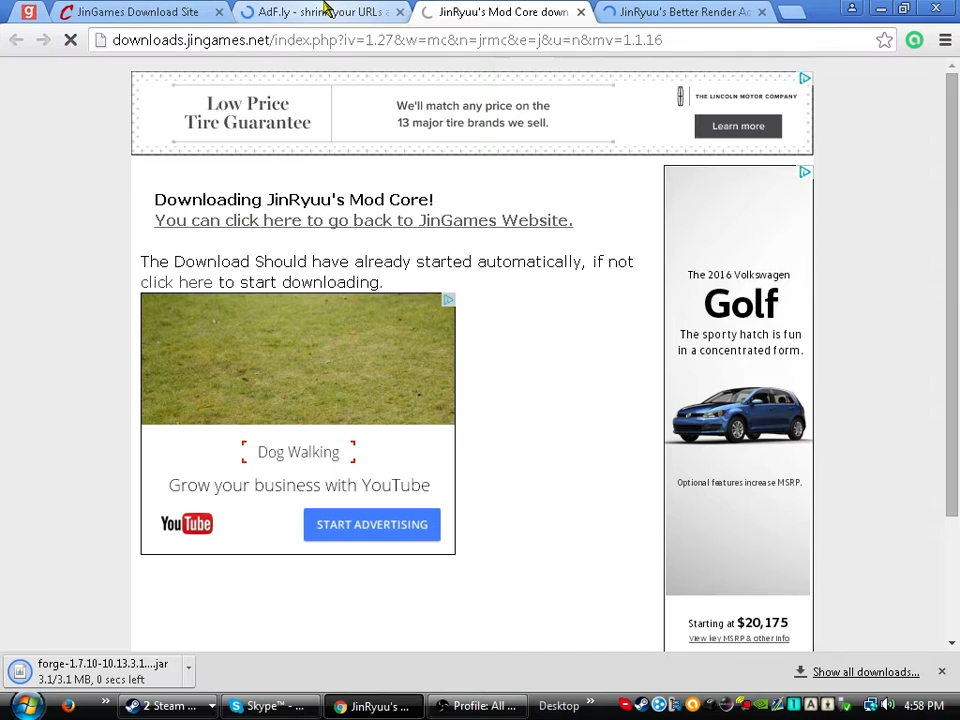 g
JinGames Download Site
AdF.ly - shrink your URLs a
JinRyuu's Mod Core down
JinRyuu's Better Render Ac
downloads.jingames.net/index.php?iv=1.27&w=mc&n=jrmc&e=j&u=n&mv=1.1.16
Low Price
Tire Guarantee
We'll match any price on the
13 major tire brands we sell.
THE LINCOLN MOTOR COMPANY
Learn more
Downloading JinRyuu's Mod Core!
You can click here to go back to JinGames Website.
The Download Should have already started automatically, if not
click here to start downloading.
Dog Walking
Grow your business with YouTube
YouTube
START ADVERTISING
The 2016 Volkswagen
Golf
The sporty hatch is fun
in a concentrated form.
Optional features increase MSRP.
Starting at $20,175
View key MSRP & other info
forge-1.7.10-10.13.3.1....jar
3.1/3.1 MB, 0 secs left
Show all downloads...
2 Steam ...
Skype™ - ...
JinRyuu's ...
Profile: All ...
Desktop
4:58 PM